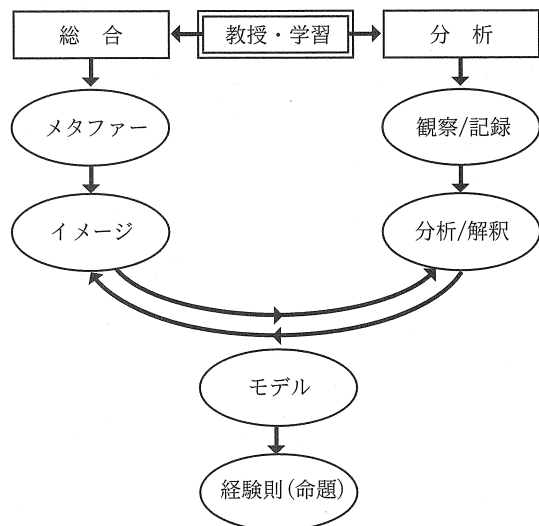 総 合
教授・学習
分 析
メタファー
観察/記録
イメージ
分析/解釈
モデル
経験則(命題)